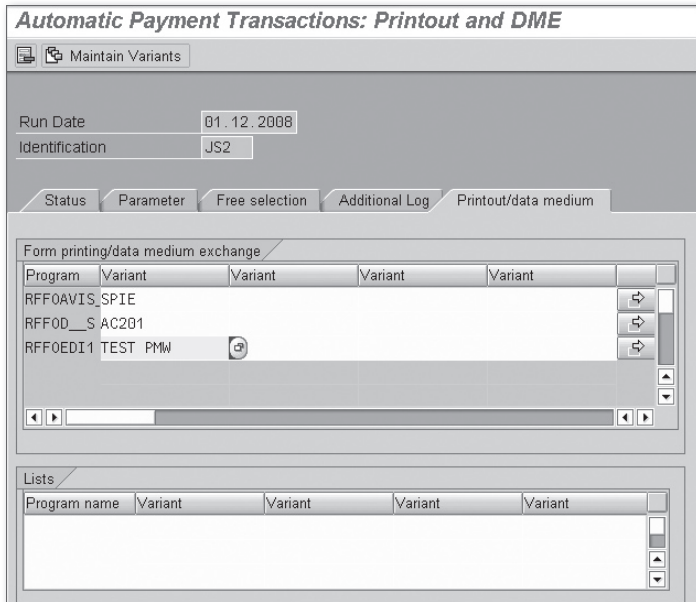 Automatic Payment Transactions: Printout and DME
Maintain Variants
Run Date 01.12.2008
Identification JS2
Status Parameter Free selection Additional Log Printout/data medium
Form printing/data medium exchange
Program Variant Variant Variant Variant
RFFOAVIS_SPIE
RFFOD__S AC201
RFFOEDI1 TEST PMW
Lists
Program name Variant Variant Variant Variant